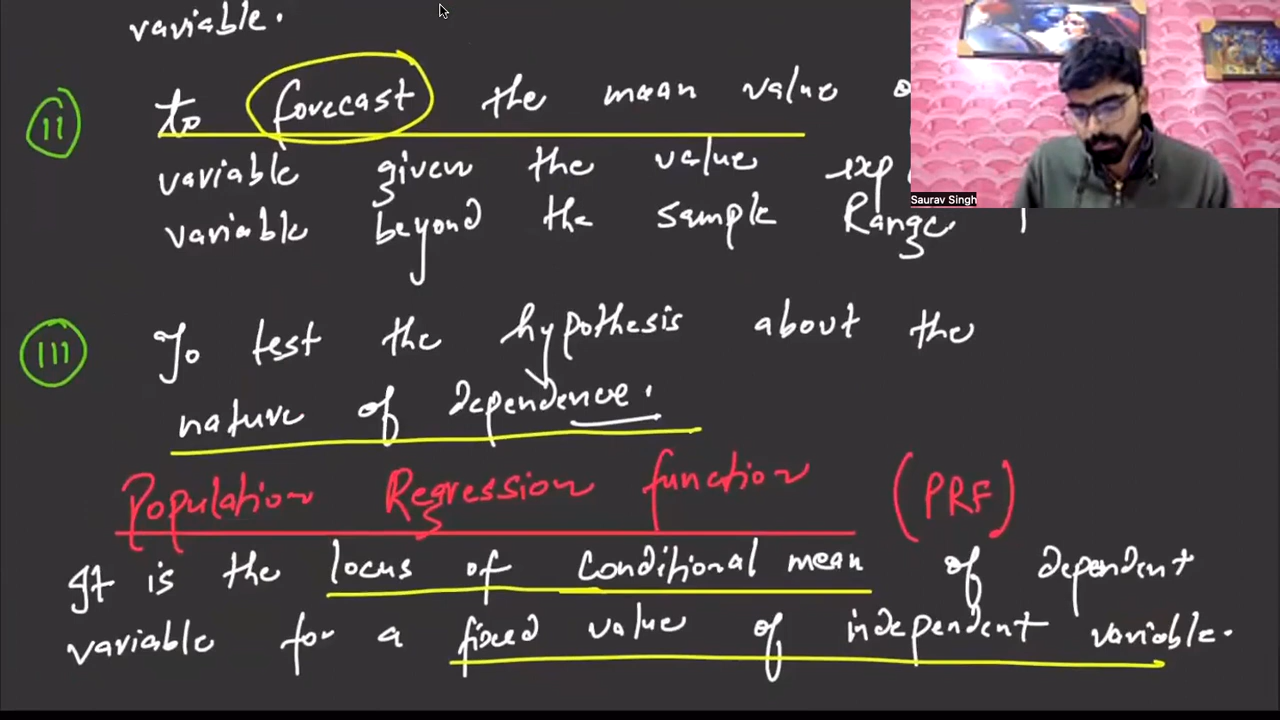 variable.
II to forecast the mean value
variable given the value exp
variable beyond the sample Range
Saurav Singh
III To test the hypothesis about the
nature of dependence.
Population Regression function (PRF)
It is the locus of Conditional mean of dependent
variable for a fixed value of independent variable.